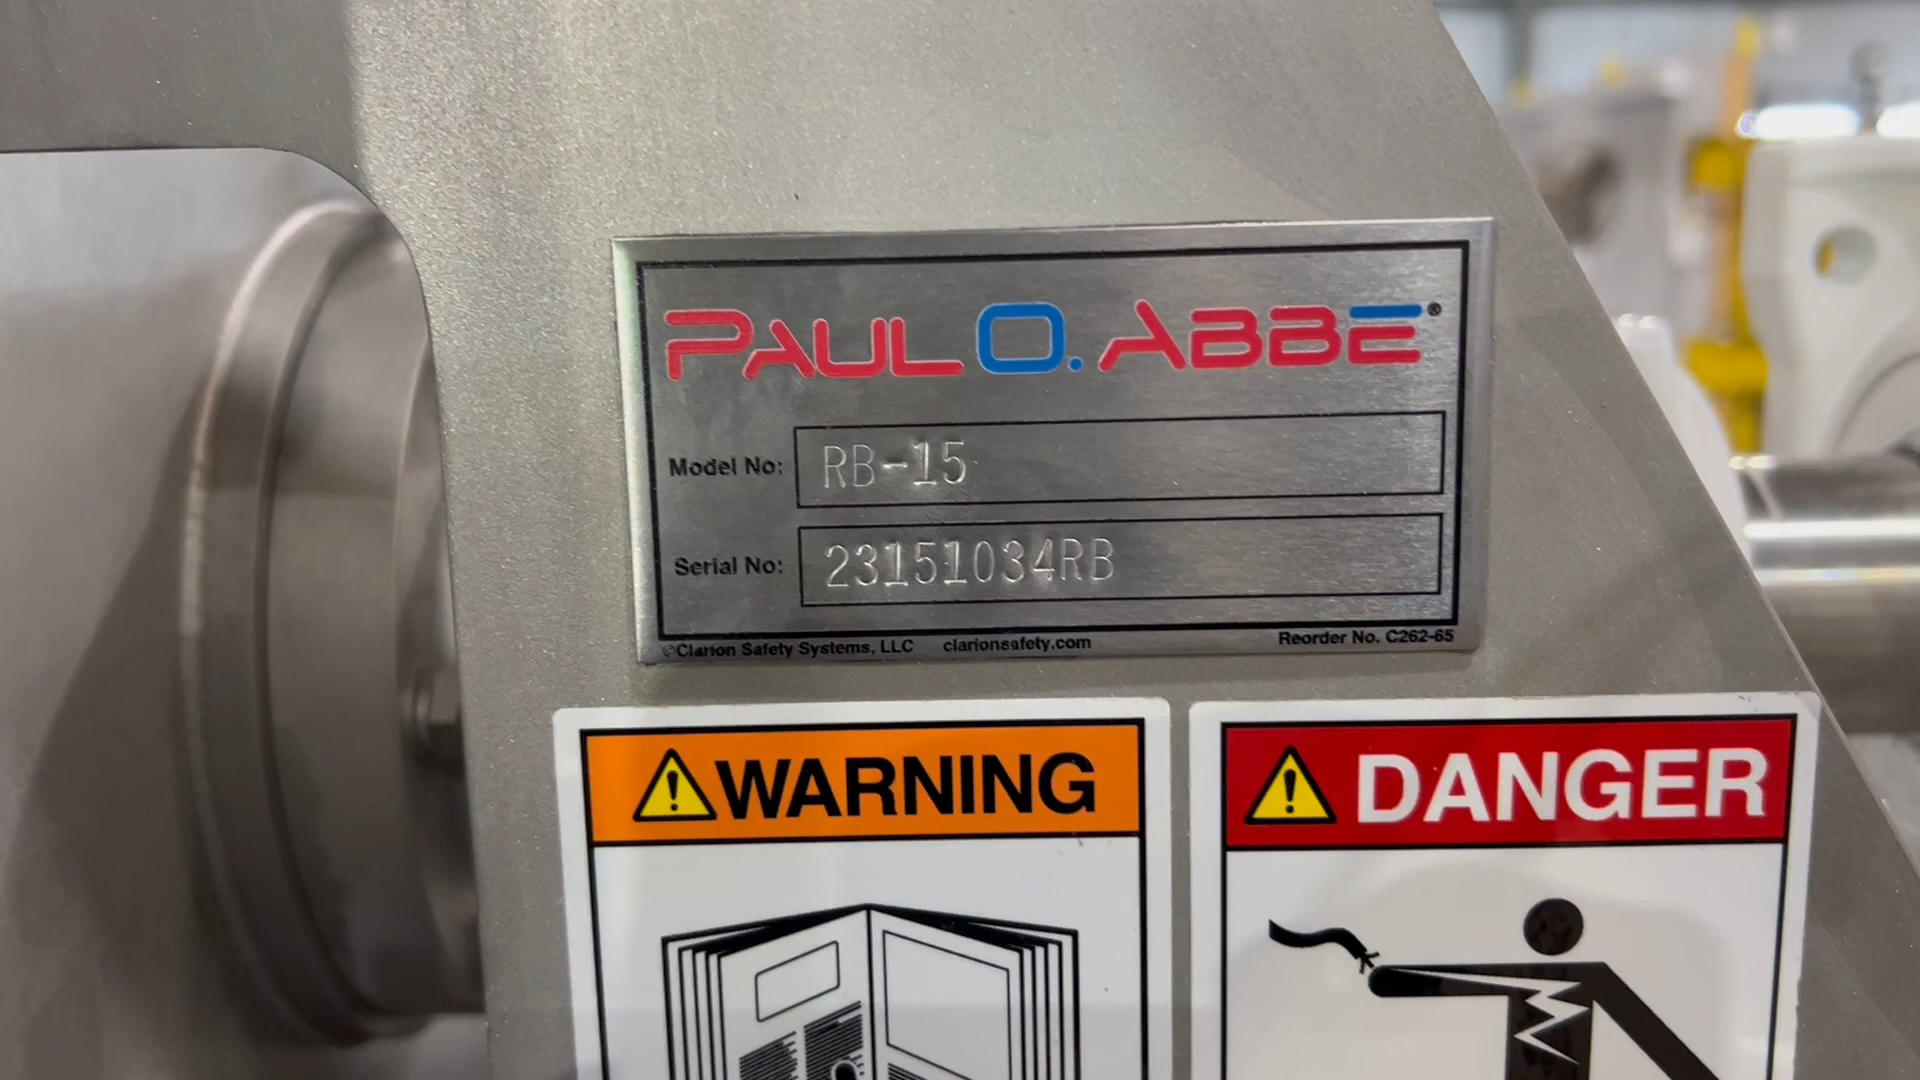 PAUL O. ABBE®
Model No: RB-15
Serial No: 23151034RB
©Clarion Safety Systems, LLC clarionsafety.com Reorder No. C262-65
WARNING
DANGER